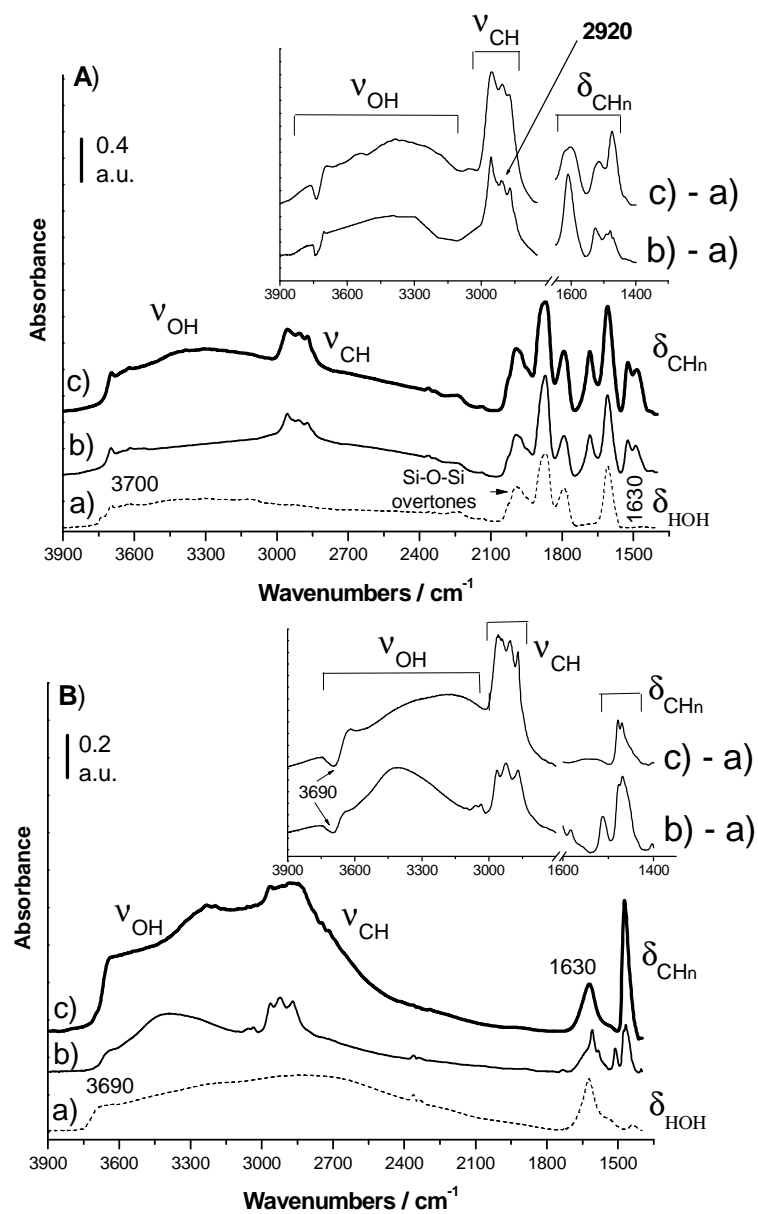 A)
0.4
a.u.
νCH
2920
νOH
δCHn
c) - a)
b) - a)
3900 3600 3300 3000 1600 1400
νOH
νCH
δCHn
c)
b)
3700
Si-O-Si
overtones
1630
a)
δHOH
3900 3600 3300 3000 2700 2400 2100 1800 1500
Absorbance
Wavenumbers / cm-1
B)
0.2
a.u.
νOH
νCH
δCHn
3690
c) - a)
b) - a)
3900 3600 3300 3000 1600 1400
νOH
νCH
1630
δCHn
c)
b)
3690
a)
δHOH
3900 3600 3300 3000 2700 2400 2100 1800 1500
Absorbance
Wavenumbers / cm-1